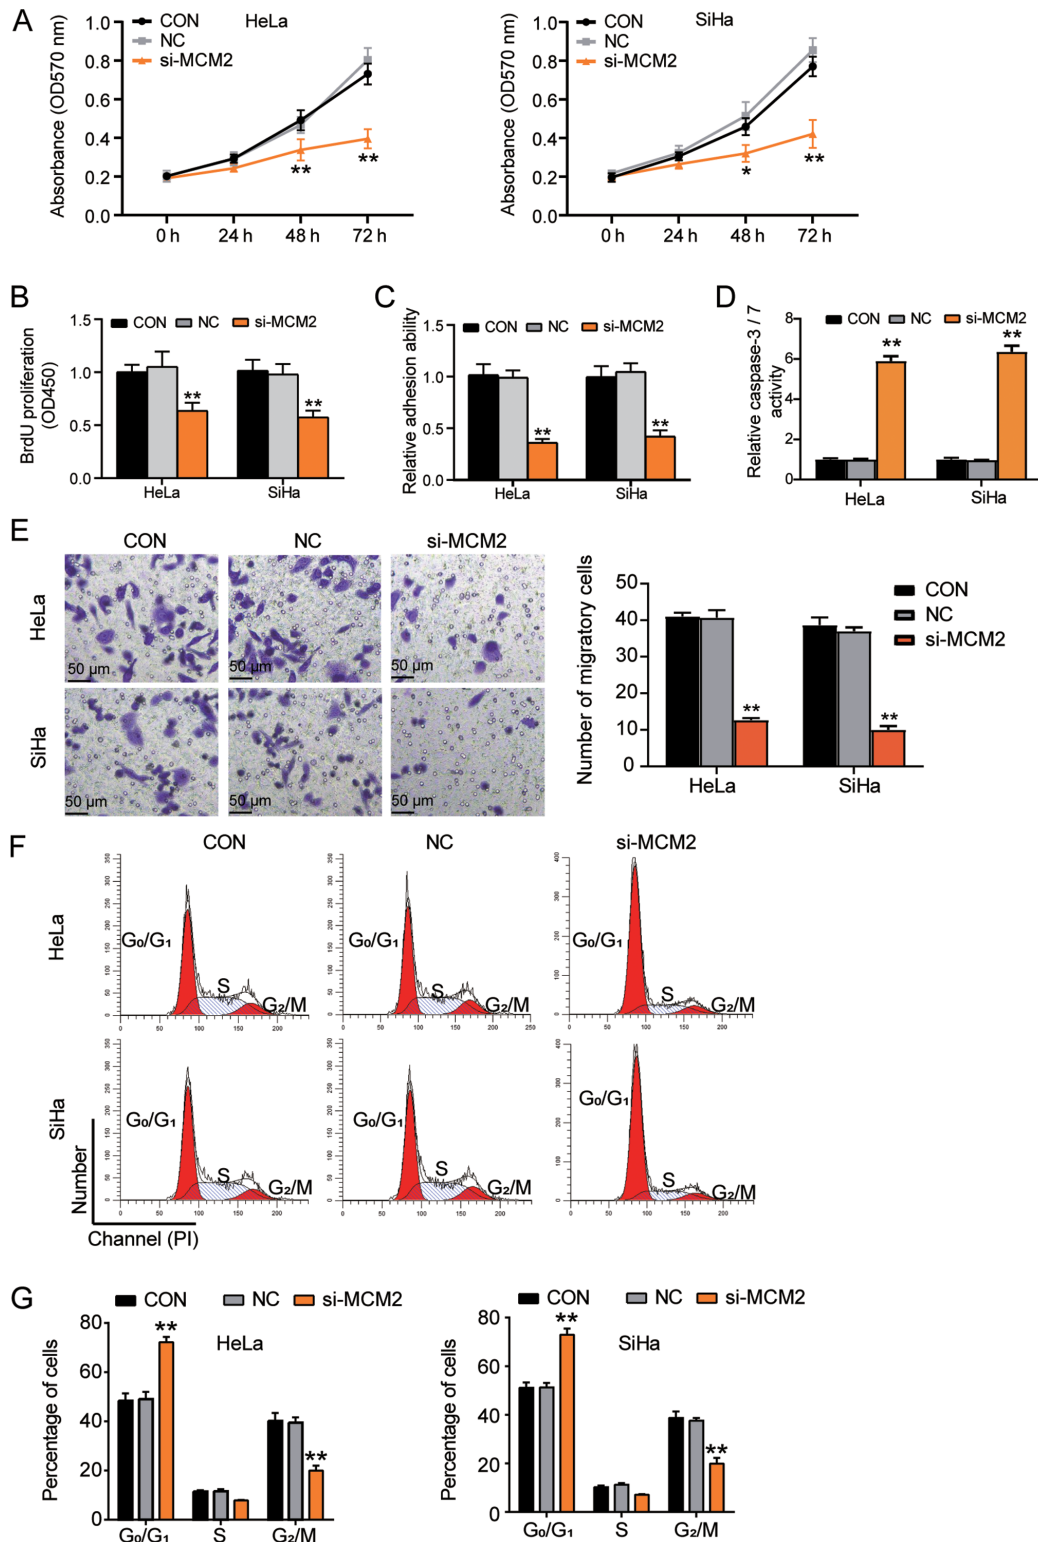 A
HeLa
CON
NC
si-MCM2
Absorbance (OD570 nm)
1.0
0.8
0.6
0.4
0.2
0.0
**
**
0 h
24 h
48 h
72 h
SiHa
CON
NC
si-MCM2
Absorbance (OD570 nm)
1.0
0.8
0.6
0.4
0.2
0.0
*
**
0 h
24 h
48 h
72 h
B
CON
NC
si-MCM2
BrdU proliferation
(OD450)
1.5
1.0
0.5
0.0
**
**
HeLa
SiHa
C
CON
NC
si-MCM2
Relative adhesion ability
1.5
1.0
0.5
0.0
**
**
HeLa
SiHa
D
CON
NC
si-MCM2
Relative caspase-3 / 7
activity
8
6
4
2
0
**
**
HeLa
SiHa
E
CON
NC
si-MCM2
HeLa
50 μm
50 μm
50 μm
SiHa
50 μm
50 μm
50 μm
Number of migratory cells
50
40
30
20
10
0
CON
NC
si-MCM2
**
**
HeLa
SiHa
F
CON
NC
si-MCM2
HeLa
G₀/G₁
S
G₂/M
G₀/G₁
S
G₂/M
G₀/G₁
S
G₂/M
SiHa
G₀/G₁
S
G₂/M
G₀/G₁
S
G₂/M
G₀/G₁
S
G₂/M
Number
Channel (PI)
G
CON
NC
si-MCM2
HeLa
Percentage of cells
80
60
40
20
0
**
**
G₀/G₁
S
G₂/M
CON
NC
si-MCM2
SiHa
Percentage of cells
80
60
40
20
0
**
**
G₀/G₁
S
G₂/M